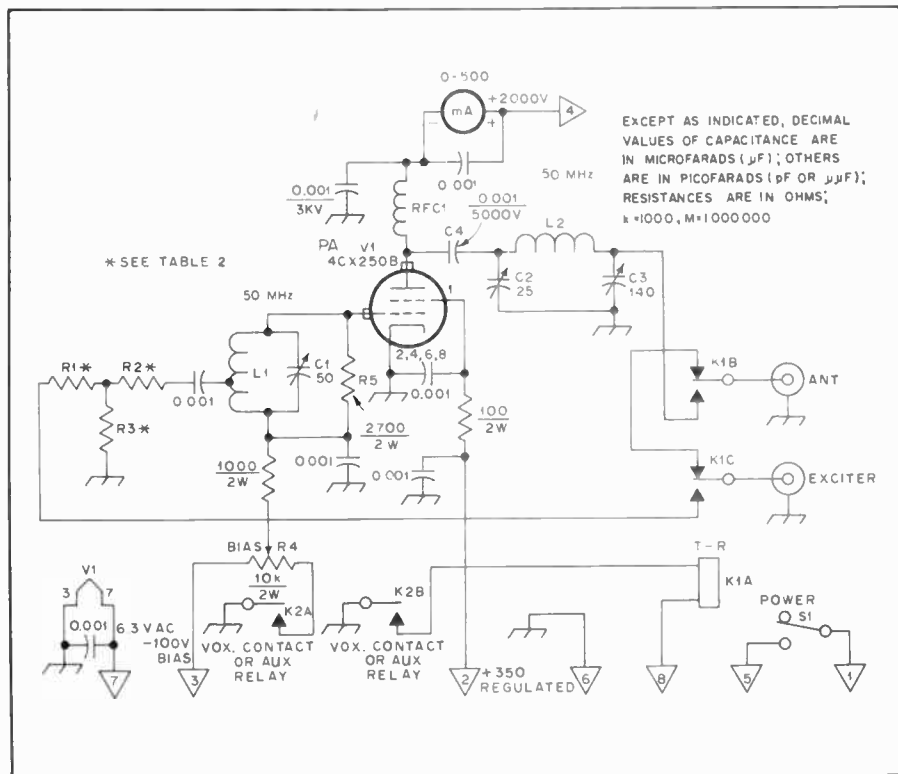 0-500
mA
+2000V
-
+
4
EXCEPT AS INDICATED, DECIMAL
VALUES OF CAPACITANCE ARE
IN MICROFARADS (µF); OTHERS
ARE IN PICOFARADS (pF OR µµF);
RESISTANCES ARE IN OHMS;
k=1000, M=1000000
0.001
3KV
0.001
RFC1
50 MHz
0.001
5000V
C4
L2
PA
V1
4CX250B
C2
25
C3
140
*SEE TABLE 2
50 MHz
1
2,4,6,8
0.001
R1*
R2*
0.001
L1
C1
50
R5
2700
2W
R3*
100
2W
K1B
ANT
1000
2W
0.001
0.001
K1C
EXCITER
BIAS
R4
10k
2W
K2A
K2B
T-R
K1A
V1
3
7
0.001
6.3 VAC
-100V
BIAS
VOX. CONTACT
OR AUX
RELAY
VOX. CONTACT
OR AUX
RELAY
+350
REGULATED
POWER
S1
7
3
2
6
8
5
1